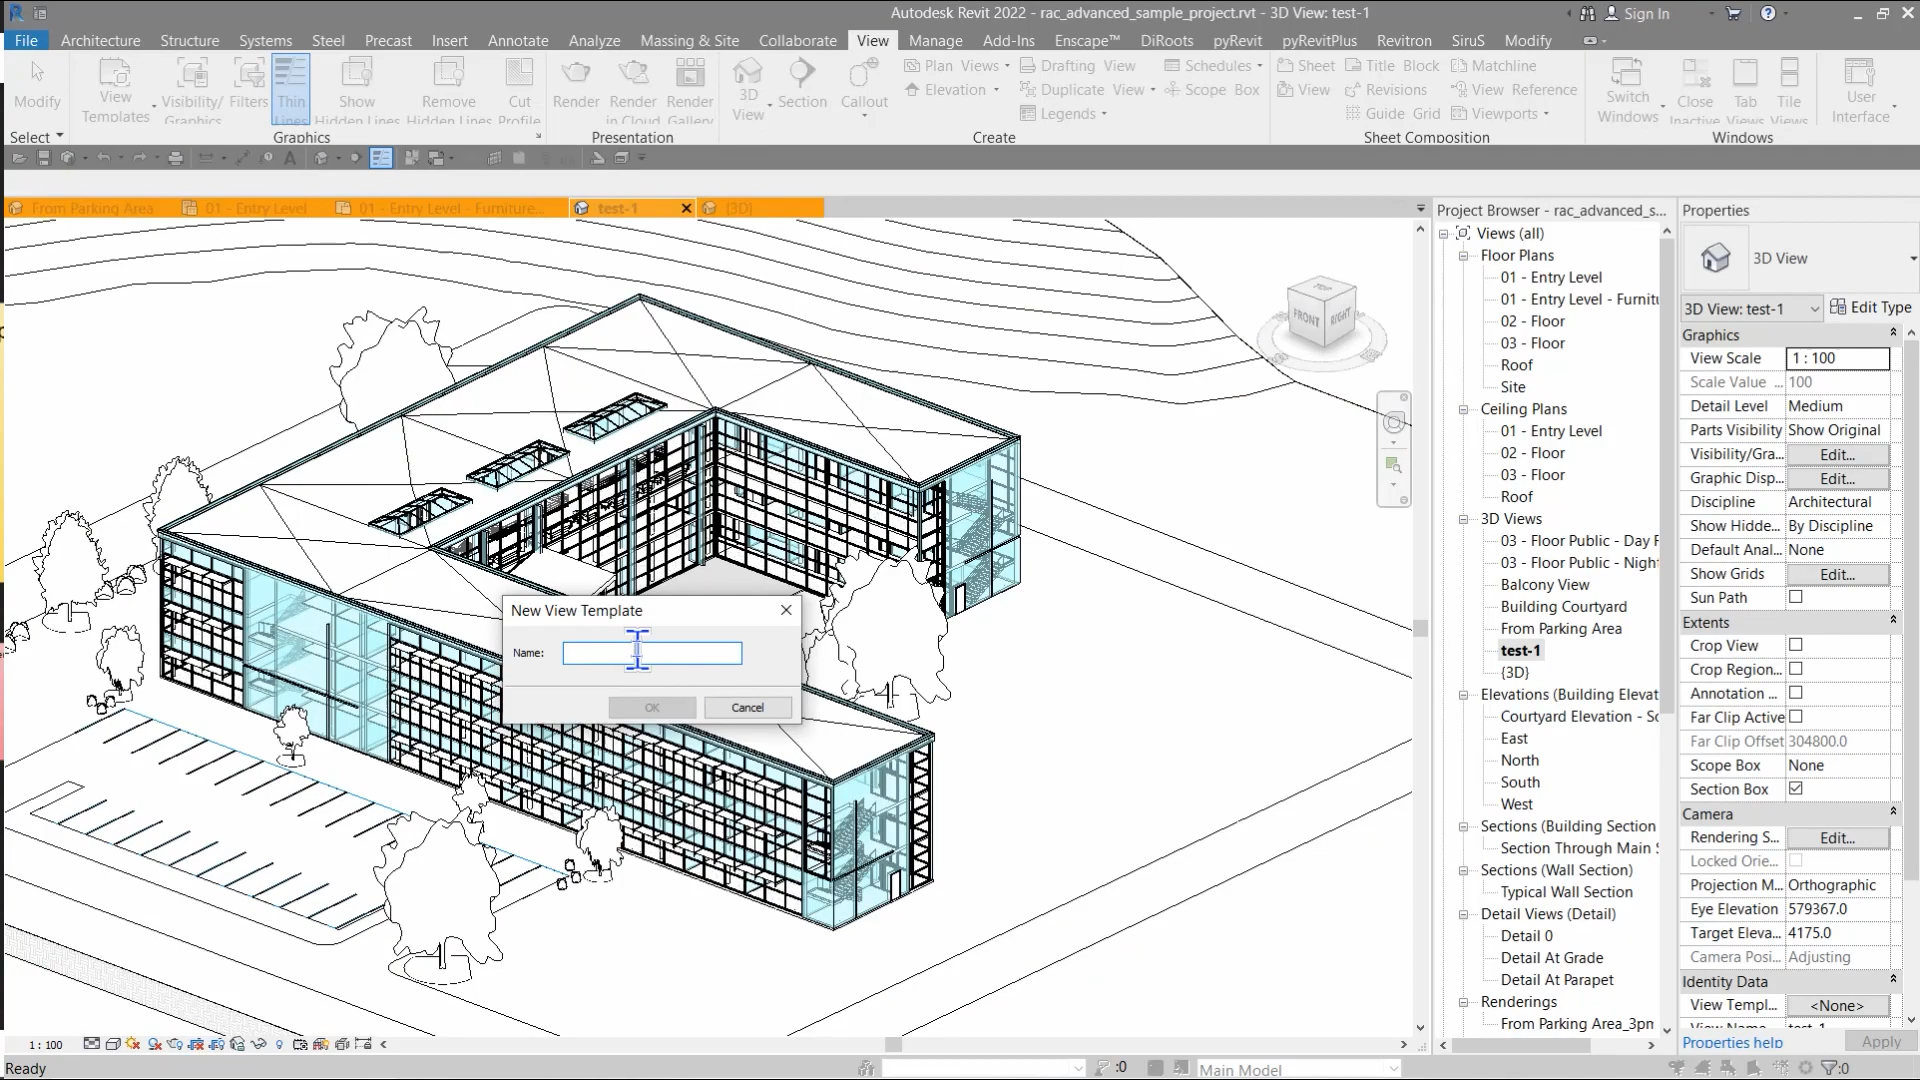 Autodesk Revit 2022 - rac_advanced_sample_project.rvt - 3D View: test-1
Sign In
File Architecture Structure Systems Steel Precast Insert Annotate Analyze Massing & Site Collaborate View Manage Add-Ins Enscape™ DiRoots pyRevit pyRevitPlus Revitron SiruS Modify
Modify
View Templates
Visibility/ Graphics
Filters
Thin Lines
Show Hidden Lines
Remove Hidden Lines
Cut Profile
Render
Render in Cloud
Render Gallery
3D View
Section
Callout
Plan Views
Elevation
Drafting View
Duplicate View
Legends
Schedules
Scope Box
Sheet
View
Title Block
Revisions
Guide Grid
Matchline
View Reference
Viewports
Switch Windows
Close Inactive
Tab Views
Tile Views
User Interface
Select
Graphics
Presentation
Create
Sheet Composition
Windows
From Parking Area
01 - Entry Level
01 - Entry Level - Furniture...
test-1
{3D}
TOP
FRONT
RIGHT
New View Template
Name:
OK
Cancel
Project Browser - rac_advanced_s...
Views (all)
Floor Plans
01 - Entry Level
01 - Entry Level - Furnitu
02 - Floor
03 - Floor
Roof
Site
Ceiling Plans
01 - Entry Level
02 - Floor
03 - Floor
Roof
3D Views
03 - Floor Public - Day F
03 - Floor Public - Nigh
Balcony View
Building Courtyard
From Parking Area
test-1
{3D}
Elevations (Building Elevat
Courtyard Elevation - So
East
North
South
West
Sections (Building Section
Section Through Main S
Sections (Wall Section)
Typical Wall Section
Detail Views (Detail)
Detail 0
Detail At Grade
Detail At Parapet
Renderings
From Parking Area_3pm
Properties
3D View
3D View: test-1
Edit Type
Graphics
View Scale 1 : 100
Scale Value ... 100
Detail Level Medium
Parts Visibility Show Original
Visibility/Gra... Edit...
Graphic Disp... Edit...
Discipline Architectural
Show Hidde... By Discipline
Default Anal... None
Show Grids Edit...
Sun Path
Extents
Crop View
Crop Region...
Annotation ...
Far Clip Active
Far Clip Offset 304800.0
Scope Box None
Section Box
Camera
Rendering S... Edit...
Locked Orie...
Projection M... Orthographic
Eye Elevation 579367.0
Target Eleva... 4175.0
Camera Posi... Adjusting
Identity Data
View Templ... <None>
View Name test-1
Properties help
Apply
1 : 100
Ready
:0
Main Model
:0